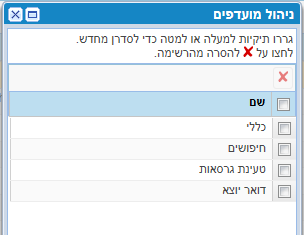 ניהול מועדפים
גררו תיקיות למעלה או למטה כדי לסדרן מחדש.
לחצו על להסרה מהרשימה.
שם
כללי
חיפושים
טעינת גרסאות
דואר יוצא